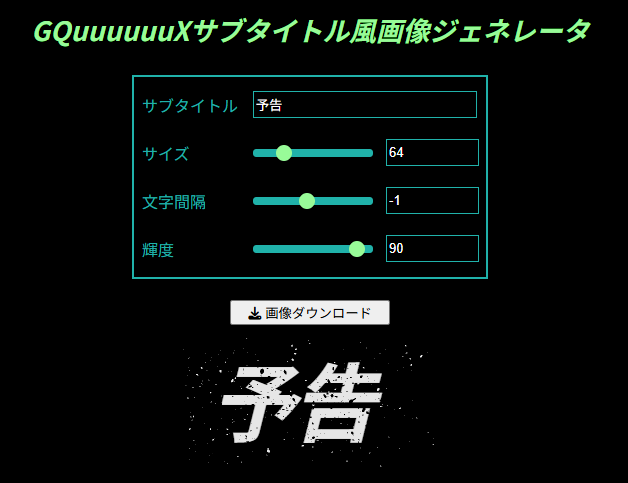 GQuuuuuuXサブタイトル風画像ジェネレータ
サブタイトル 予告
サイズ 64
文字間隔 -1
輝度 90
画像ダウンロード
予告